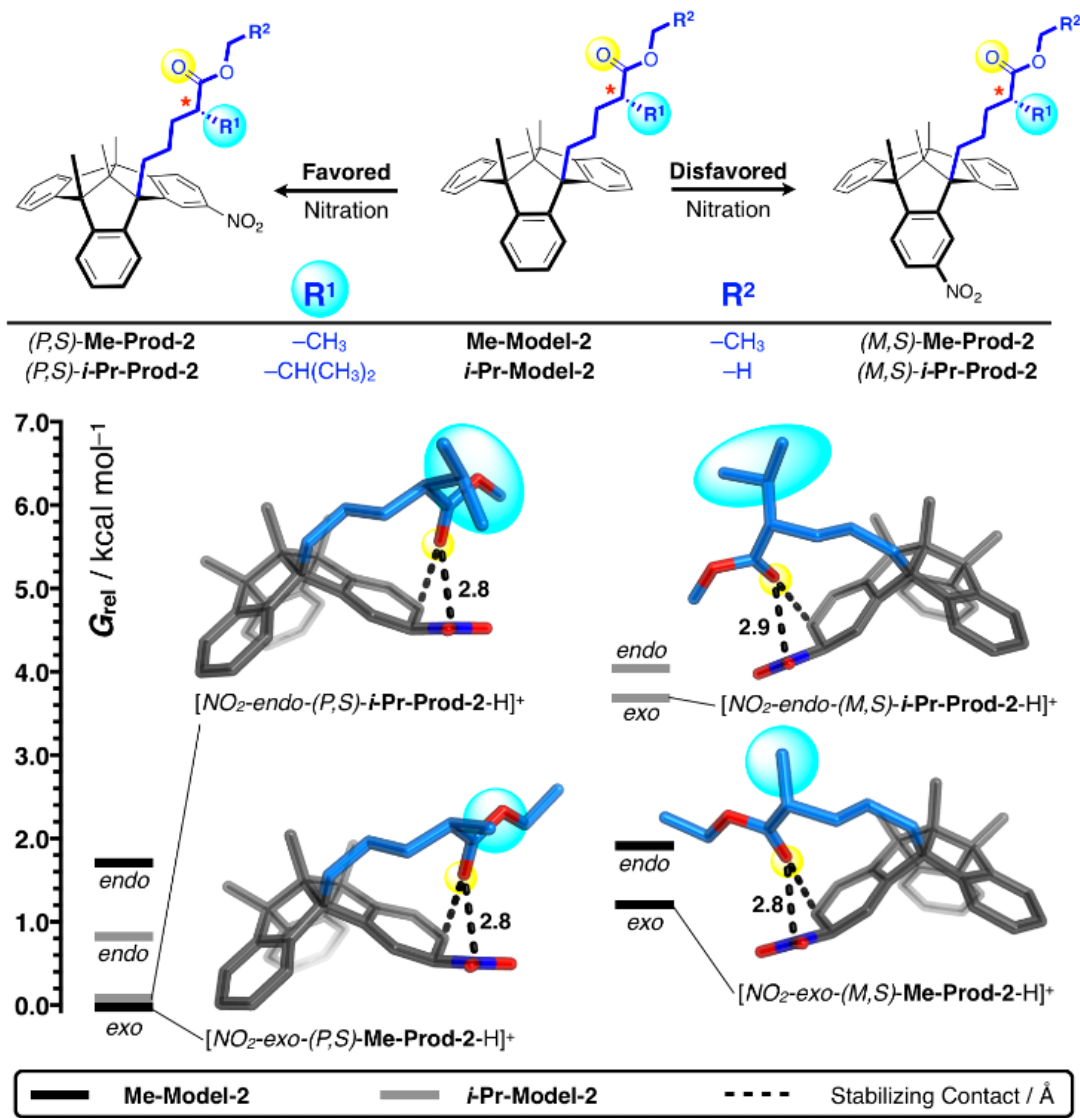 R²
R²
R²
O
O
O
O
O
O
*
*
*
R¹
R¹
R¹
Favored
Nitration
Disfavored
Nitration
NO₂
NO₂
R¹
R²
(P,S)-Me-Prod-2 –CH₃ Me-Model-2 –CH₃ (M,S)-Me-Prod-2
(P,S)-i-Pr-Prod-2 –CH(CH₃)₂ i-Pr-Model-2 –H (M,S)-i-Pr-Prod-2
Grel / kcal mol⁻¹
7.0
6.0
5.0
4.0
3.0
2.0
1.0
0.0
2.8
2.9
endo
exo
[NO₂-endo-(P,S)-i-Pr-Prod-2-H]⁺
[NO₂-endo-(M,S)-i-Pr-Prod-2-H]⁺
endo
endo
exo
2.8
endo
exo
2.8
[NO₂-exo-(P,S)-Me-Prod-2-H]⁺
[NO₂-exo-(M,S)-Me-Prod-2-H]⁺
Me-Model-2 i-Pr-Model-2 Stabilizing Contact / Å